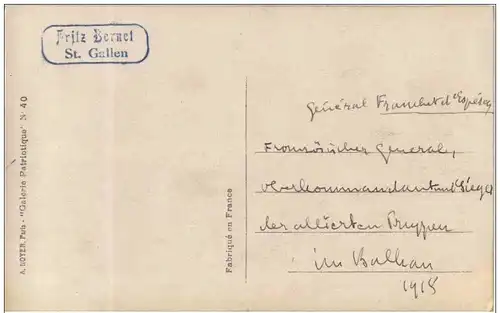 Fritz Bernet
St. Gallen
A. NOYER, Paris - "Galerie Patriotique" N° 40
Fabriqué en France
général Franchet d'Espérey
Französischer General,
Oberkommandant und Sieger
der allierten Truppen
im Balkan
1918